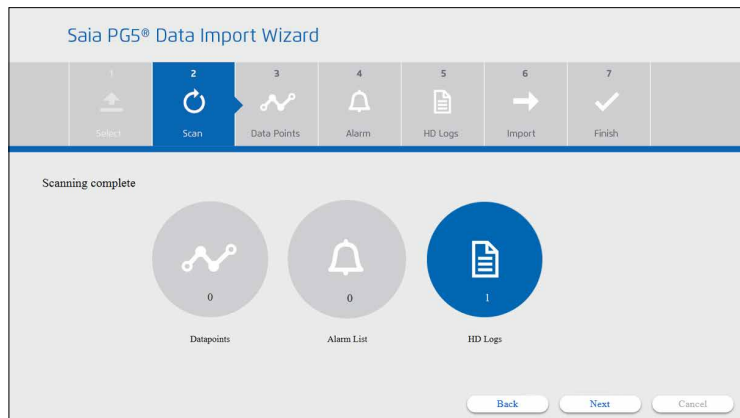 Saia PG5® Data Import Wizard
1 2 3 4 5 6 7
Select Scan Data Points Alarm HD Logs Import Finish
Scanning complete
0 0 1
Datapoints Alarm List HD Logs
Back Next Cancel